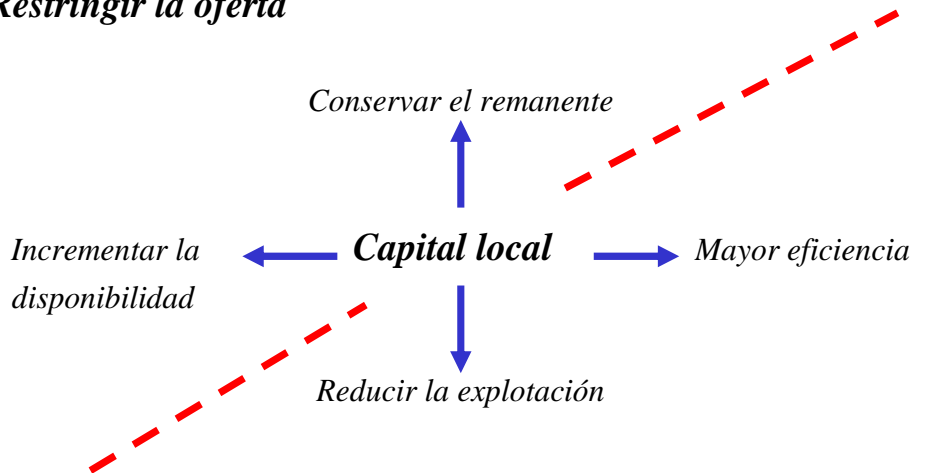 Restringir la oferta
Conservar el remanente
Incrementar la
disponibilidad
Capital local
Mayor eficiencia
Reducir la explotación